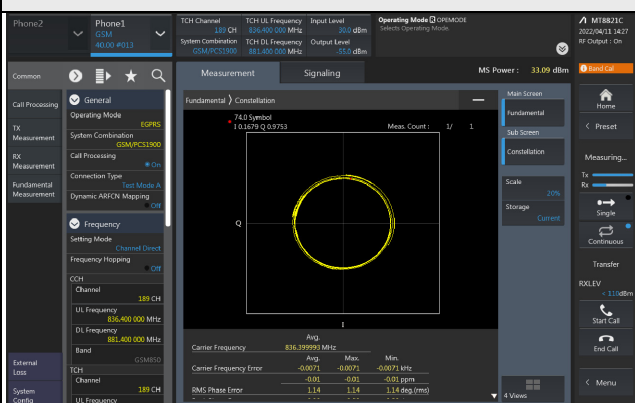 Phone2
Phone1
GSM
40.00 #013
TCH Channel
189 CH
TCH UL Frequency
836.400 000 MHz
Input Level
30.0 dBm
System Combination
GSM/PCS1900
TCH DL Frequency
881.400 000 MHz
Output Level
-55.0 dBm
Operating Mode OPEMODE
Selects Operating Mode.
MT8821C
2022/04/11 14:27
RF Output : On
Common
Call Processing
TX
Measurement
RX
Measurement
Fundamental
Measurement
External
Loss
System
Config
General
Operating Mode
EGPRS
System Combination
GSM/PCS1900
Call Processing
On
Connection Type
Test Mode A
Dynamic ARFCN Mapping
Off
Frequency
Setting Mode
Channel Direct
Frequency Hopping
Off
CCH
Channel
189 CH
UL Frequency
836.400 000 MHz
DL Frequency
881.400 000 MHz
Band
GSM850
TCH
Channel
189 CH
UL Frequency
Measurement
Signaling
MS Power : 33.09 dBm
Fundamental
Constellation
74.0 Symbol
I 0.1679 Q 0.9753
Meas. Count : 1/ 1
Q
I
Avg.
Carrier Frequency 836.399993 MHz
Avg. Max. Min.
Carrier Frequency Error -0.0071 -0.0071 -0.0071 kHz
-0.01 -0.01 -0.01 ppm
RMS Phase Error 1.14 1.14 1.14 deg.(rms)
Main Screen
Fundamental
Sub Screen
Constellation
Scale
20%
Storage
Current
4 Views
Band Cal
Home
Preset
Measuring...
Tx
Rx
Single
Continuous
Transfer
RXLEV
< -110dBm
Start Call
End Call
Menu